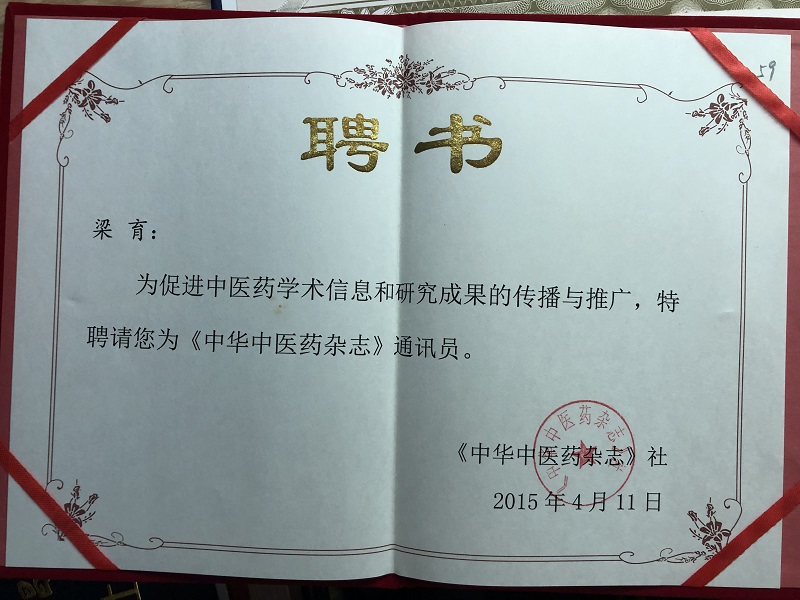 59
聘书
梁 育：
为促进中医药学术信息和研究成果的传播与推广，特
聘请您为《中华中医药杂志》通讯员。
《中华中医药杂志》社
2015年4月11日